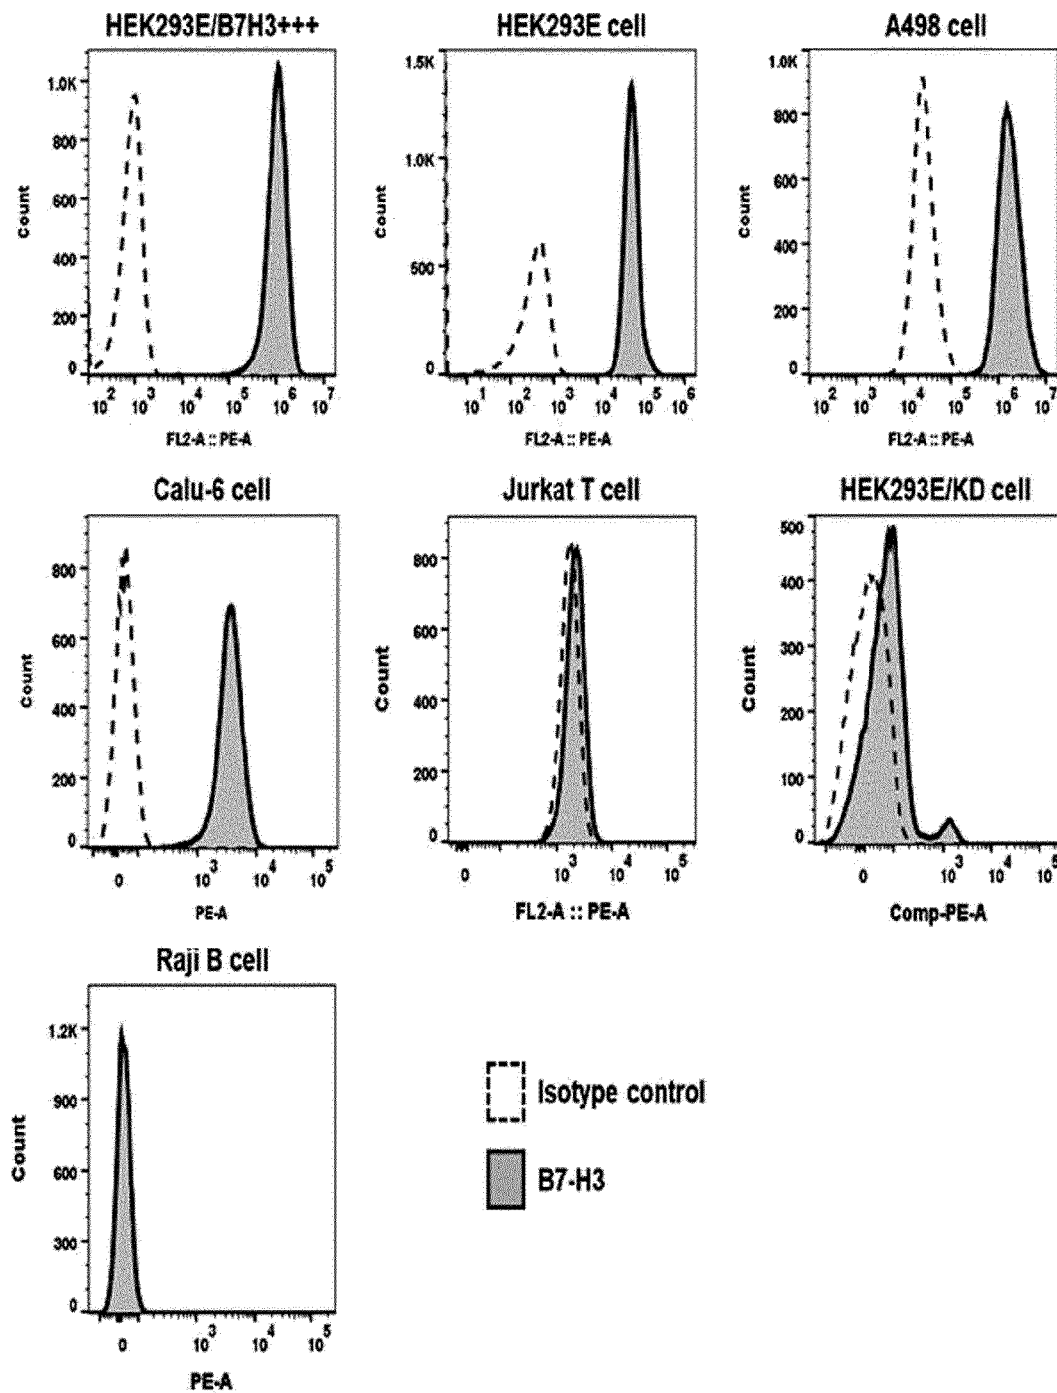 HEK293E/B7H3+++
1.0K
800
600
400
200
0
Count
10^2 10^3 10^4 10^5 10^6 10^7
FL2-A :: PE-A
HEK293E cell
1.5K
1.0K
500
0
Count
10^1 10^2 10^3 10^4 10^5 10^6
FL2-A :: PE-A
A498 cell
1.0K
800
600
400
200
0
Count
10^2 10^3 10^4 10^5 10^6 10^7
FL2-A :: PE-A
Calu-6 cell
800
600
400
200
0
Count
0 10^3 10^4 10^5
PE-A
Jurkat T cell
800
600
400
200
0
Count
0 10^3 10^4 10^5
FL2-A :: PE-A
HEK293E/KD cell
500
400
300
200
100
0
Count
0 10^3 10^4 10^5
Comp-PE-A
Raji B cell
1.2K
900
600
300
0
Count
0 10^3 10^4 10^5
PE-A
Isotype control
B7-H3